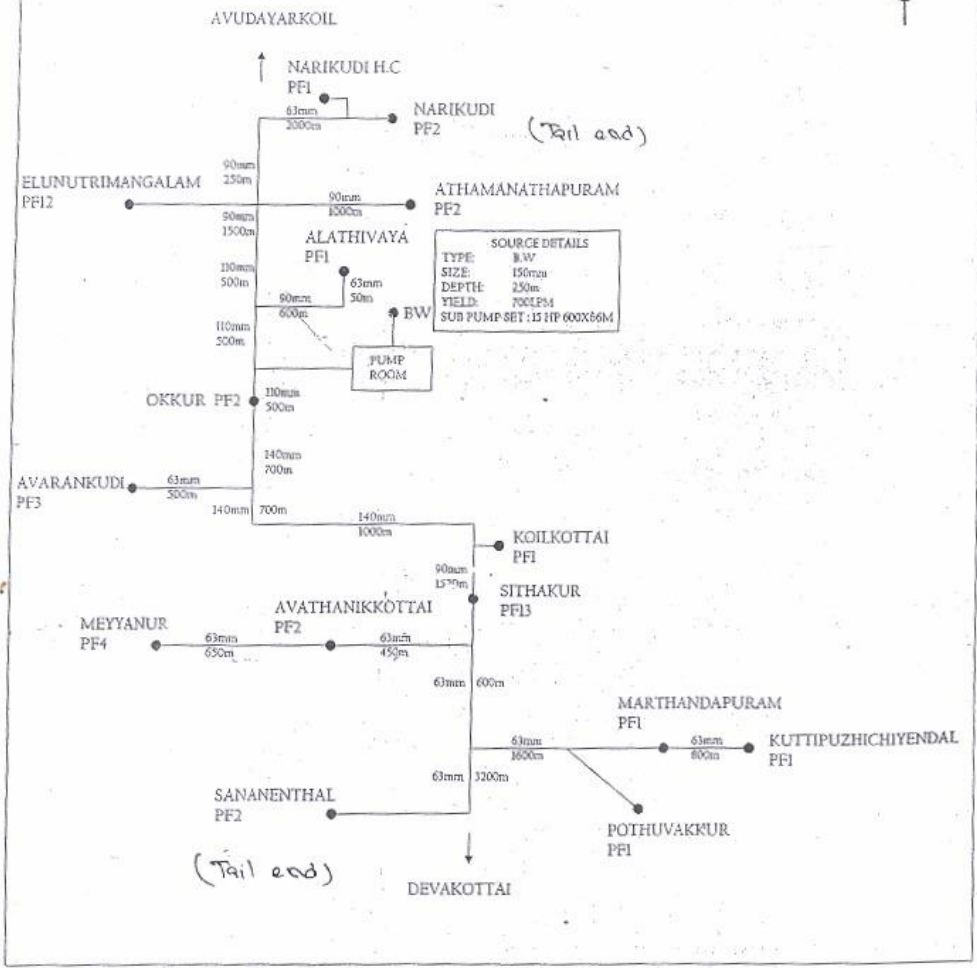 AVUDAYARKOIL
NARIKUDI H.C
PF1
63mm
2000m
NARIKUDI
PF2
(Tail end)
90mm
250m
ELUNUTRIMANGALAM
PF12
90mm
1000m
ATHAMANATHAPURAM
PF2
90mm
1500m
ALATHIVAYA
PF1
110mm
500m
63mm
50m
90mm
600m
BW
SOURCE DETAILS
TYPE: B.W
SIZE: 150mm
DEPTH: 250m
YIELD: 700LPM
SUB PUMP SET : 15 HP 600X86M
110mm
500m
PUMP
ROOM
OKKUR PF2
110mm
500m
140mm
700m
AVARANKUDI
PF3
63mm
500m
140mm 700m
140mm
1000m
KOILKOTTAI
PF1
90mm
SITHAKUR
PF13
AVATHANIKKOTTAI
PF2
MEYYANUR
PF4
63mm
650m
63mm
450m
63mm 600m
MARTHANDAPURAM
PF1
63mm
1600m
63mm
800m
KUTTIPUZHICHIYENDAL
PF1
63mm 3200m
SANANENTHAL
PF2
POTHUVAKKUR
PF1
(Tail end)
DEVAKOTTAI